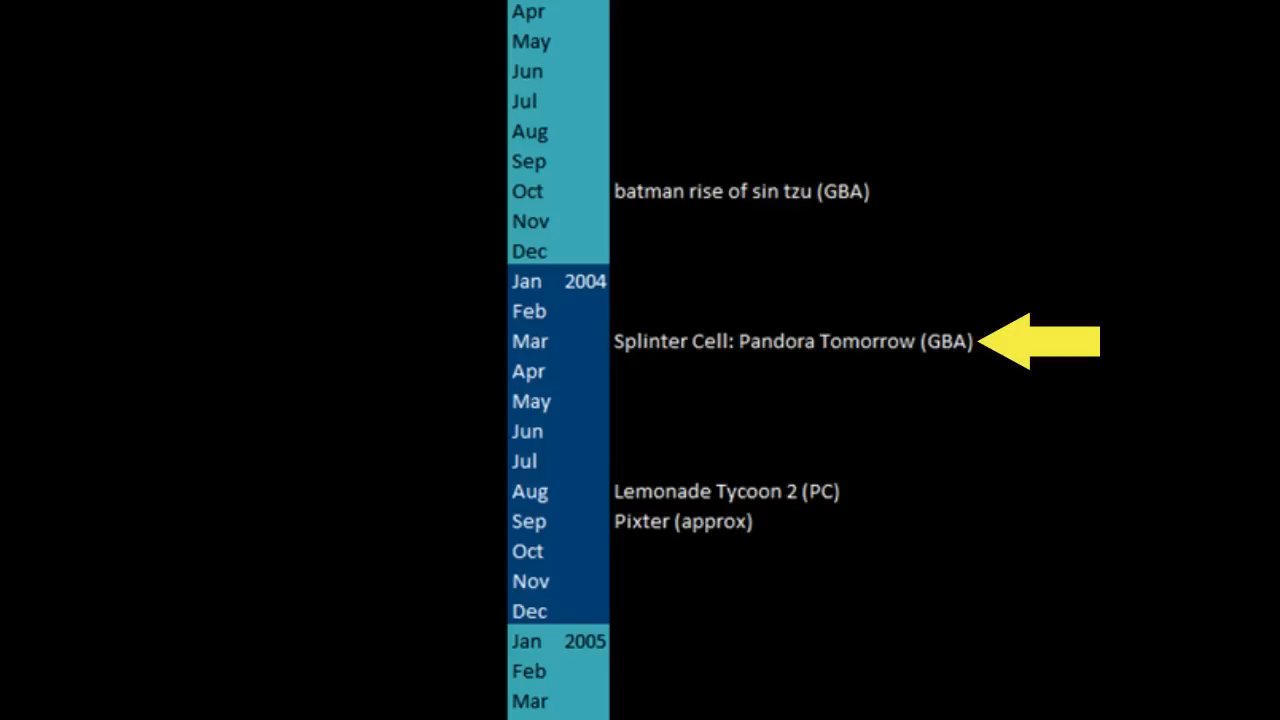 Apr
May
Jun
Jul
Aug
Sep
Oct batman rise of sin tzu (GBA)
Nov
Dec
Jan 2004
Feb
Mar Splinter Cell: Pandora Tomorrow (GBA)
Apr
May
Jun
Jul
Aug Lemonade Tycoon 2 (PC)
Sep Pixter (approx)
Oct
Nov
Dec
Jan 2005
Feb
Mar